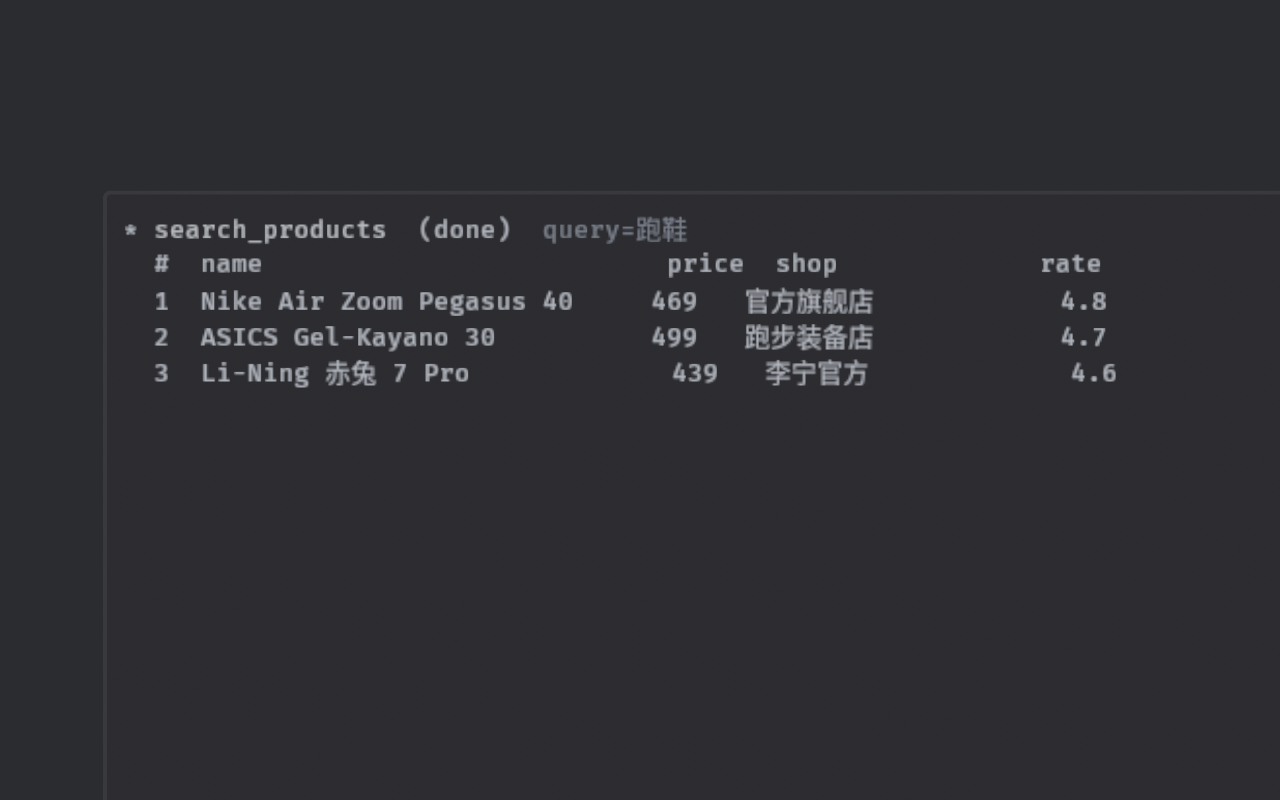 * search_products  (done)  query=跑鞋
#  name                          price  shop             rate
1  Nike Air Zoom Pegasus 40     469   官方旗舰店            4.8
2  ASICS Gel-Kayano 30          499   跑步装备店            4.7
3  Li-Ning 赤兔 7 Pro             439   李宁官方             4.6